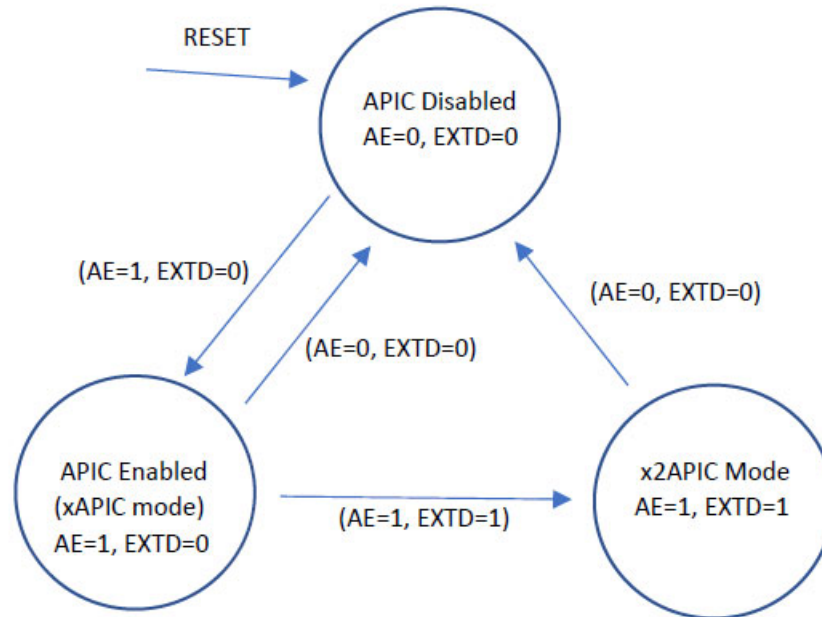 RESET
APIC Disabled
AE=0, EXTD=0
(AE=1, EXTD=0)
(AE=0, EXTD=0)
(AE=0, EXTD=0)
APIC Enabled
(xAPIC mode)
AE=1, EXTD=0
(AE=1, EXTD=1)
x2APIC Mode
AE=1, EXTD=1